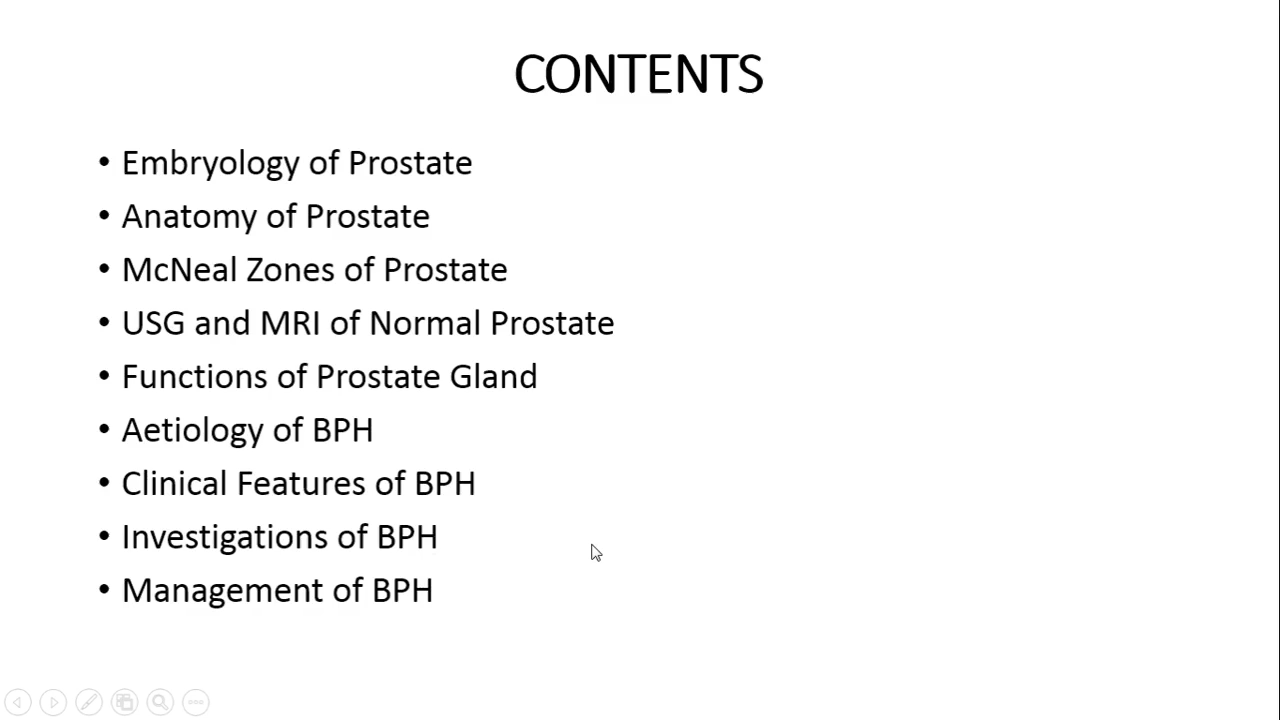 CONTENTS
• Embryology of Prostate
• Anatomy of Prostate
• McNeal Zones of Prostate
• USG and MRI of Normal Prostate
• Functions of Prostate Gland
• Aetiology of BPH
• Clinical Features of BPH
• Investigations of BPH
• Management of BPH